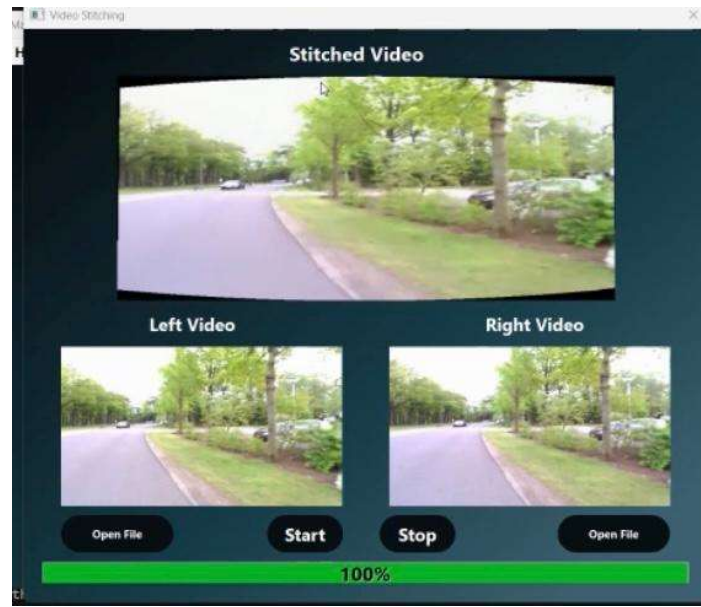 Video Stitching
Stitched Video
Left Video
Right Video
Open File
Start
Stop
Open File
100%